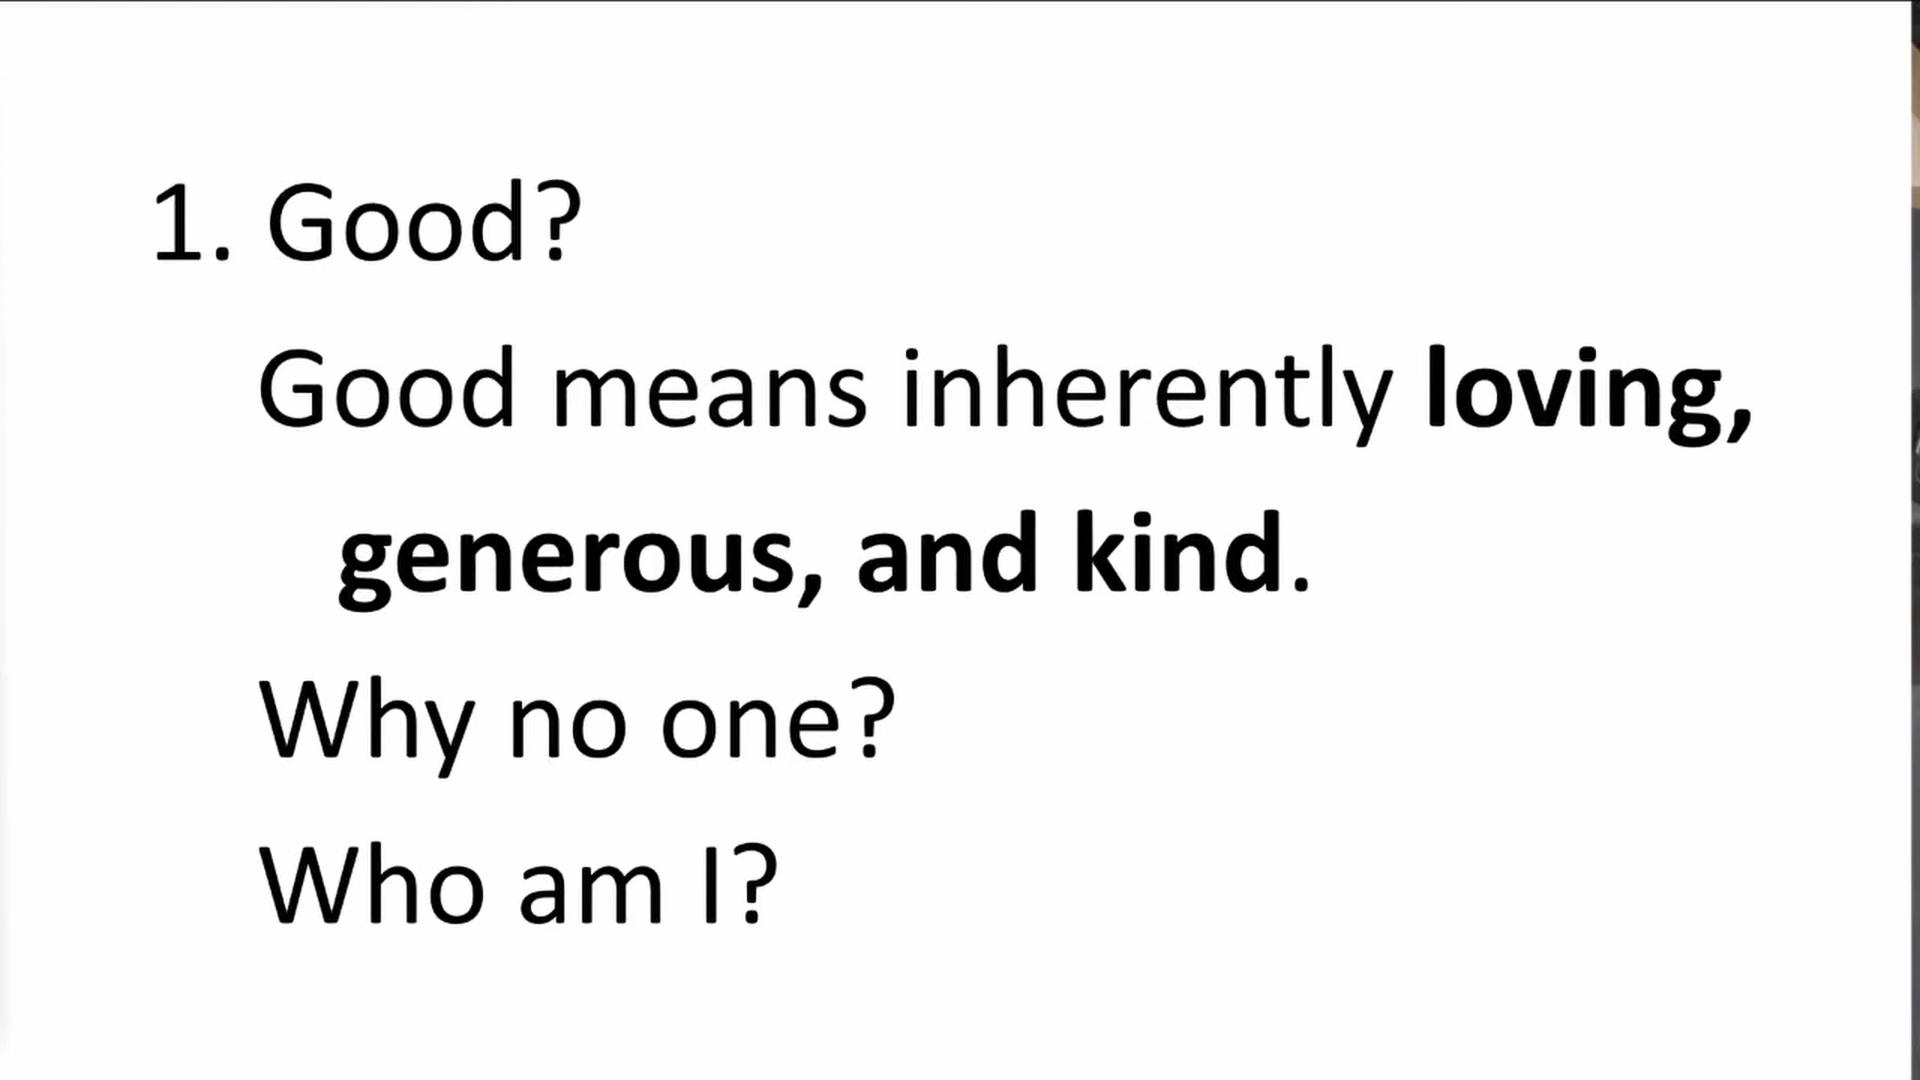 1. Good?
Good means inherently loving,
generous, and kind.
Why no one?
Who am I?